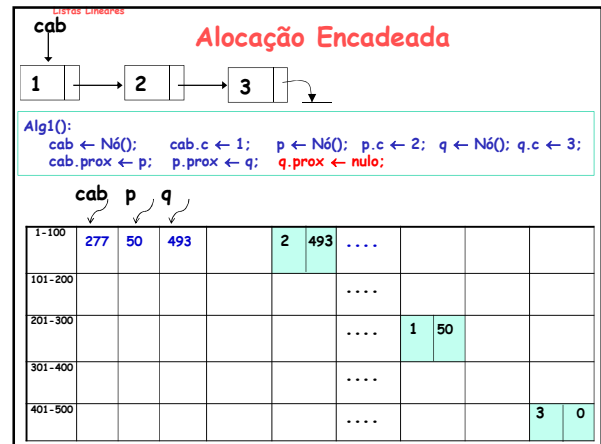 Listas Lineares
cab
Alocação Encadeada
1 2 3
Alg1():
cab ← Nó(); cab.c ← 1; p ← Nó(); p.c ← 2; q ← Nó(); q.c ← 3;
cab.prox ← p; p.prox ← q; q.prox ← nulo;
cab p q
1-100 277 50 493 2 493 ....
101-200 ....
201-300 .... 1 50
301-400 ....
401-500 .... 3 0